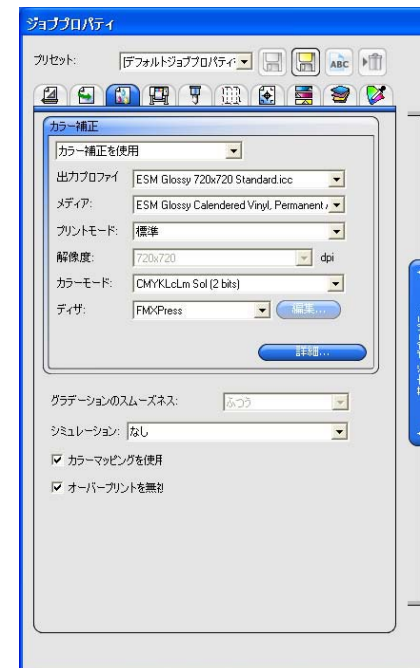 ジョブプロパティ
プリセット: デフォルトジョブプロパティ
ABC
カラー補正
カラー補正を使用
出力プロファイ ESM Glossy 720x720 Standard.icc
メディア: ESM Glossy Calendered Vinyl, Permanent
プリントモード: 標準
解像度: 720x720 dpi
カラーモード: CMYKLcLm Sol (2 bits)
ディザ: FMXPress 編集...
詳細...
グラデーションのスムーズネス: ふつう
シミュレーション: なし
カラーマッピングを使用
オーバープリントを無